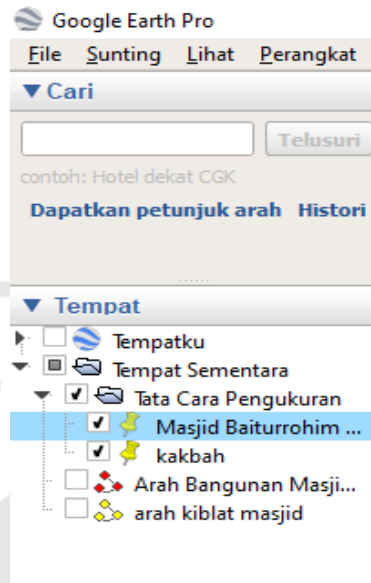 Google Earth Pro
File Sunting Lihat Perangkat
Cari
Telusuri
contoh: Hotel dekat CGK
Dapatkan petunjuk arah Histori
Tempat
Tempatku
Tempat Sementara
Tata Cara Pengukuran
Masjid Baiturrohim ...
kakbah
Arah Bangunan Masji...
arah kiblat masjid